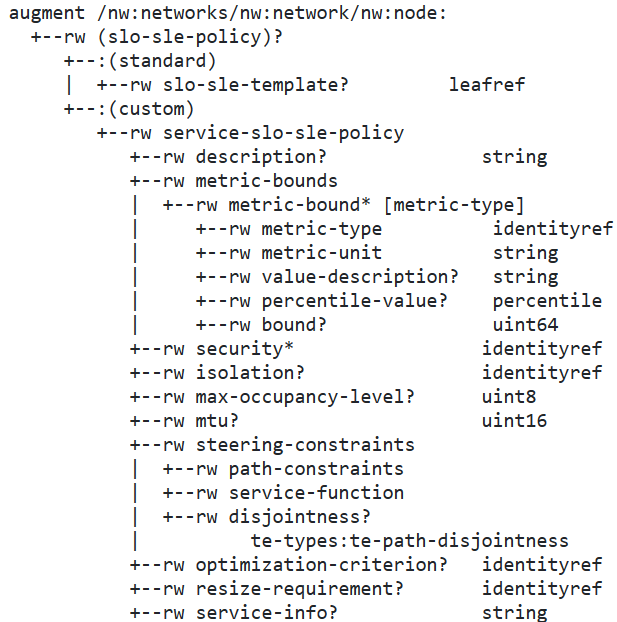 augment /nw:networks/nw:network/nw:node:
  +--rw (slo-sle-policy)?
     +--:(standard)
     |  +--rw slo-sle-template?         leafref
     +--:(custom)
        +--rw service-slo-sle-policy
           +--rw description?              string
           +--rw metric-bounds
           |  +--rw metric-bound* [metric-type]
           |     +--rw metric-type          identityref
           |     +--rw metric-unit          string
           |     +--rw value-description?   string
           |     +--rw percentile-value?    percentile
           |     +--rw bound?               uint64
           +--rw security*                 identityref
           +--rw isolation?                identityref
           +--rw max-occupancy-level?      uint8
           +--rw mtu?                      uint16
           +--rw steering-constraints
           |  +--rw path-constraints
           |  +--rw service-function
           |  +--rw disjointness?
           |          te-types:te-path-disjointness
           +--rw optimization-criterion?   identityref
           +--rw resize-requirement?       identityref
           +--rw service-info?             string